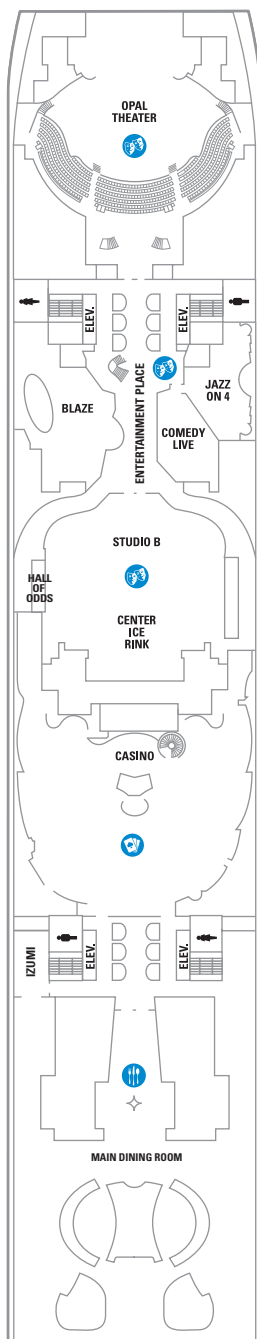 OPAL
THEATER
ELEV.
ELEV.
ENTERTAINMENT PLACE
BLAZE
JAZZ
ON 4
COMEDY
LIVE
STUDIO B
HALL
OF
ODDS
CENTER
ICE
RINK
CASINO
IZUMI
ELEV.
ELEV.
MAIN DINING ROOM